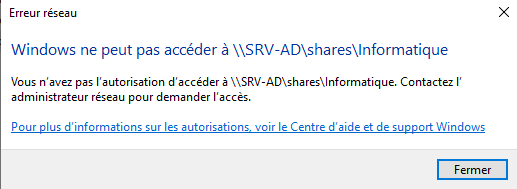 Erreur réseau
Windows ne peut pas accéder à \\SRV-AD\shares\Informatique
Vous n'avez pas l'autorisation d'accéder à \\SRV-AD\shares\Informatique. Contactez l'
administrateur réseau pour demander l'accès.
Pour plus d'informations sur les autorisations, voir le Centre d'aide et de support Windows
Fermer